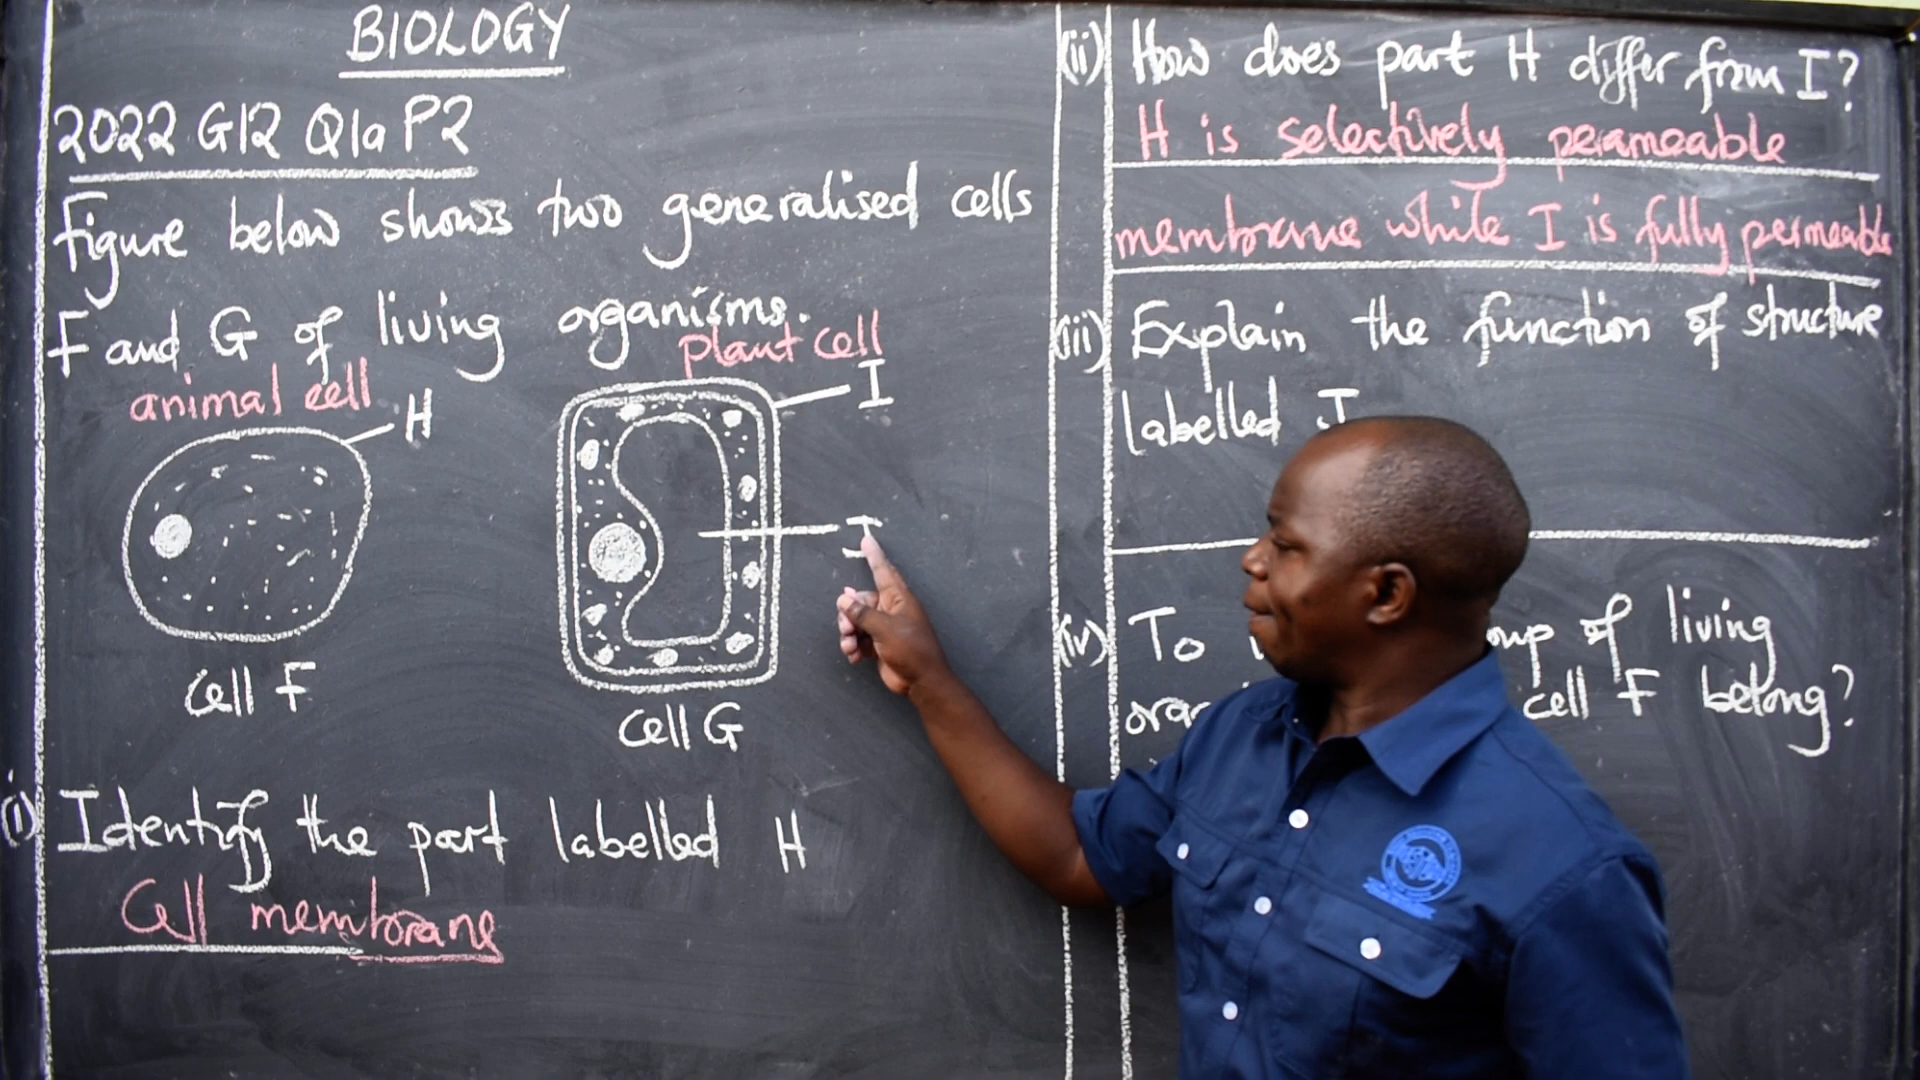 BIOLOGY
2022 G12 Q1a P2
Figure below shows two generalised cells
F and G of living organisms.
animal cell
plant cell
H
I
J
Cell F
Cell G
(i) Identify the part labelled H
Cell membrane
(ii) How does part H differ from I?
H is selectively permeable
membrane while I is fully permeable
(iii) Explain the function of structure
labelled J
(iv) To of living
cell F belong?